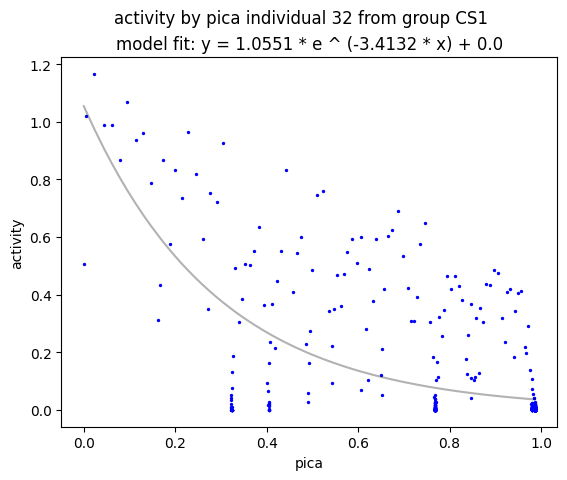 activity by pica individual 32 from group CS1
model fit: y = 1.0551 * e ^ (-3.4132 * x) + 0.0
1.2
1.0
0.8
0.6
0.4
0.2
0.0
activity
0.0 0.2 0.4 0.6 0.8 1.0
pica